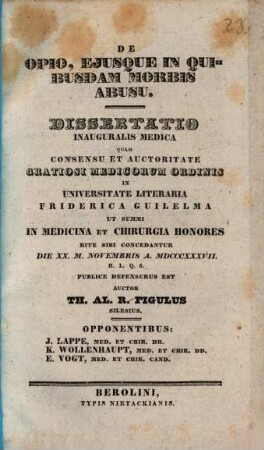 23.
DE
OPIO, EJUSQUE IN QUI-
BUSDAM MORBIS
ABUSU.
DISSERTATIO
INAUGURALIS MEDICA
QUAM
CONSENSU ET AUCTORITATE
GRATIOSI MEDICORUM ORDINIS
IN
UNIVERSITATE LITERARIA
FRIDERICA GUILELMA
UT SUMMI
IN MEDICINA ET CHIRURGIA HONORES
RITE SIBI CONCEDANTUR
DIE XX. M. NOVEMBRIS A. MDCCCXXXVII.
H. L. Q. S.
PUBLICE DEFENSURUS EST
AUCTOR
TH. AL. R. FIGULUS
SILESIUS.
OPPONENTIBUS:
J. LAPPE, MED. ET CHIR. DR.
K. WOLLENHAUPT, MED. ET CHIR. DD.
E. VOGT, MED. ET CHIR. CAND.
BEROLINI,
TYPIS NIETACKIANIS.